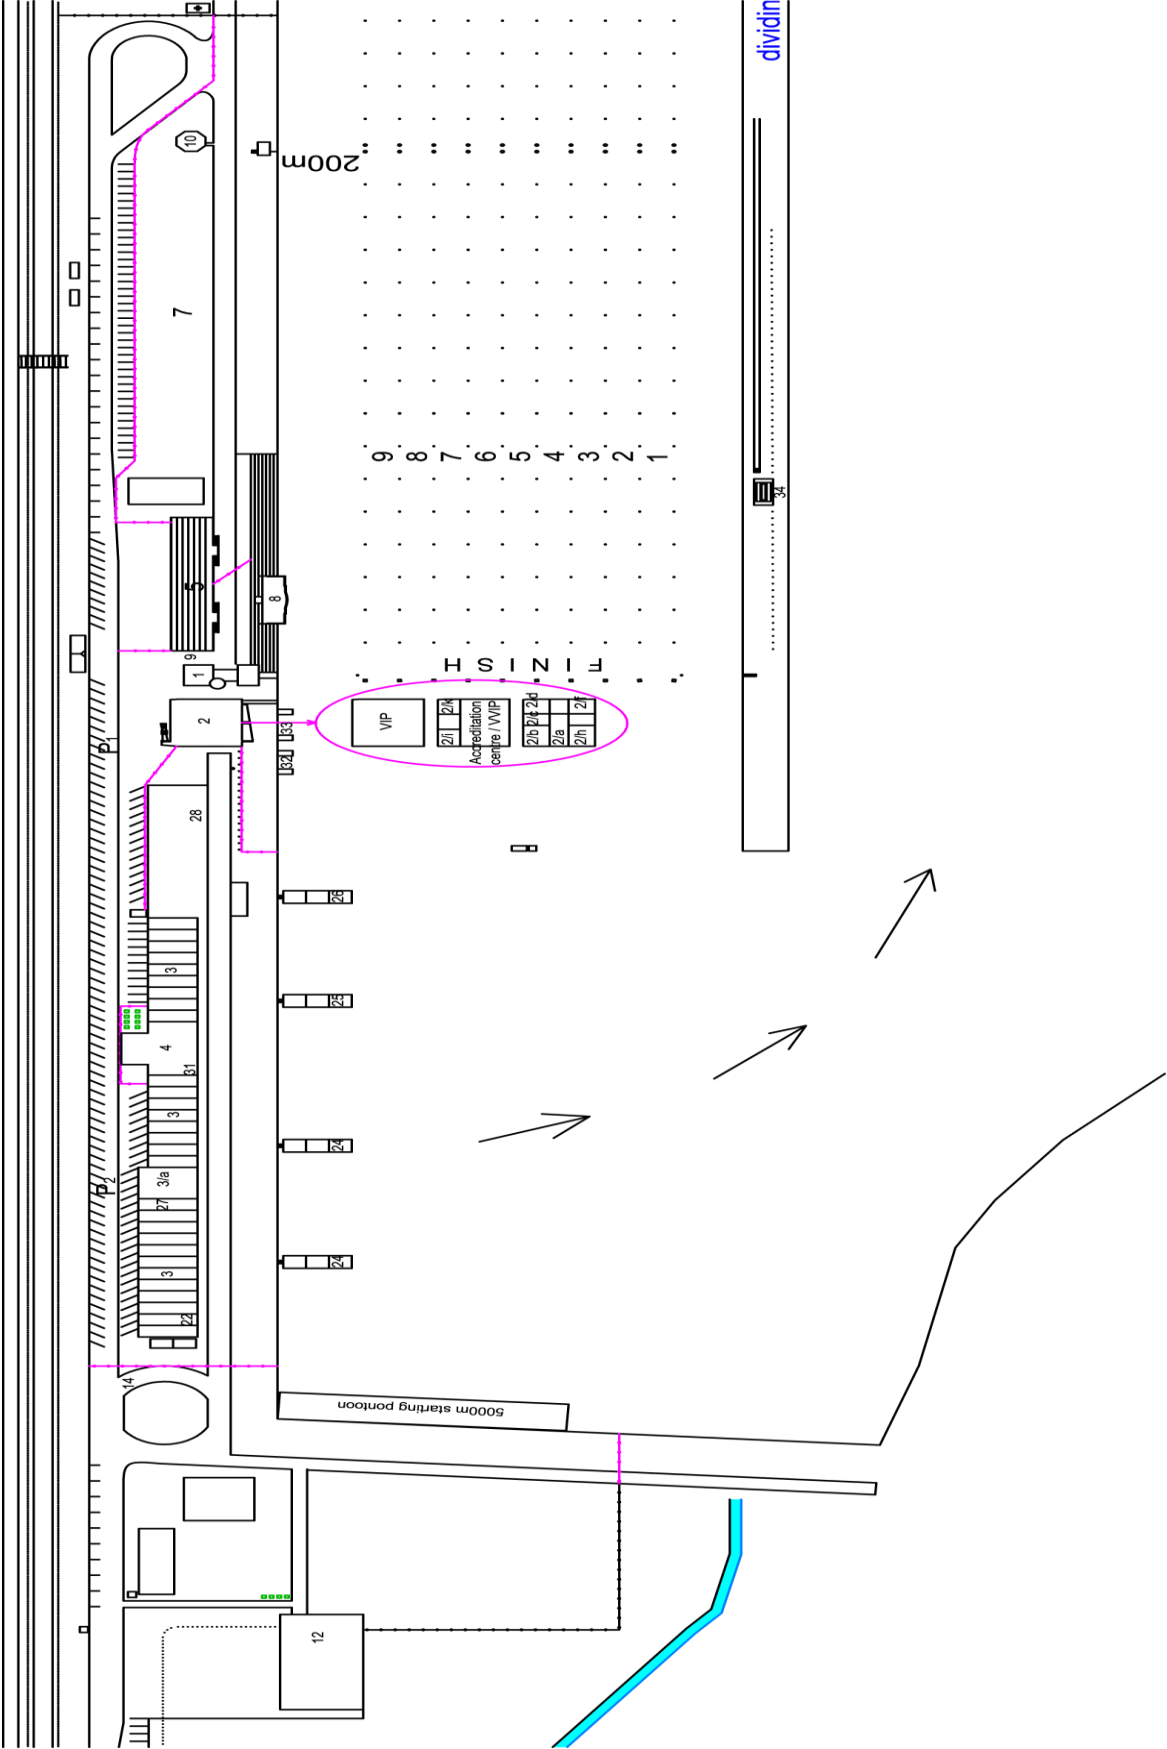 dividin
10
200m
7
9
8
7
6
5
4
3
2
1
34
5
8
9
1
FINISH
2
VIP
2/i
2/k
Accreditation
centre / VVIP
2/b 2/c 2/d
2/a
2/h
2/f
33
32
P1
28
26
3
25
4
31
3
24
P2
3/a
27
24
3
22
14
5000m starting pontoon
12